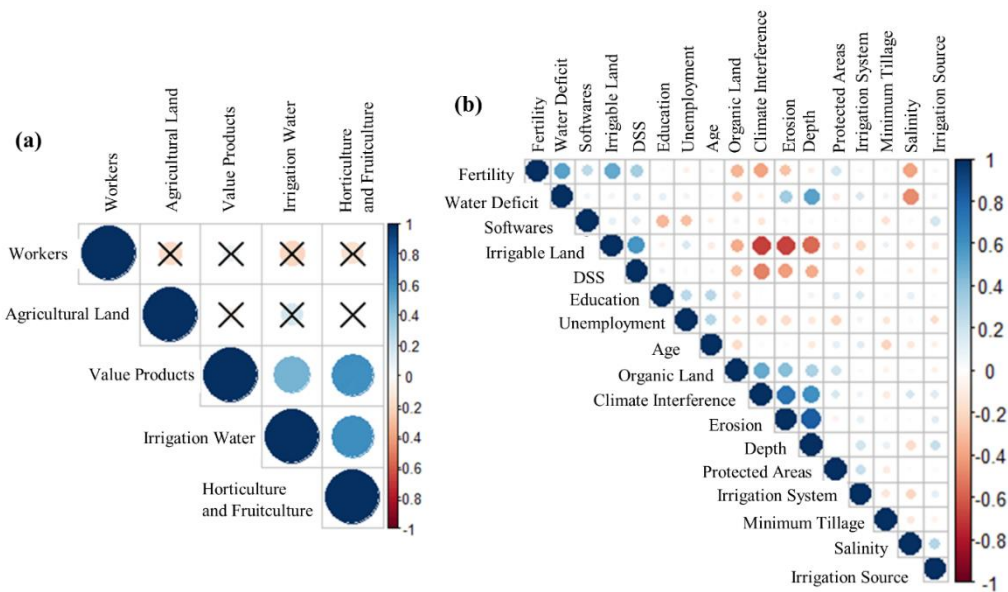 (a)
Workers
Agricultural Land
Value Products
Irrigation Water
Horticulture
and Fruitculture
Workers
Agricultural Land
Value Products
Irrigation Water
Horticulture
and Fruitculture
1
0.8
0.6
0.4
0.2
0
-0.2
-0.4
-0.6
0.8
-1
(b)
Fertility
Water Deficit
Softwares
Irrigable Land
DSS
Education
Unemployment
Age
Organic Land
Climate Interference
Erosion
Depth
Protected Areas
Irrigation System
Minimum Tillage
Salinity
Irrigation Source
Fertility
Water Deficit
Softwares
Irrigable Land
DSS
Education
Unemployment
Age
Organic Land
Climate Interference
Erosion
Depth
Protected Areas
Irrigation System
Minimum Tillage
Salinity
Irrigation Source
1
0.8
0.6
0.4
0.2
0
-0.2
-0.4
-0.6
-0.8
-1